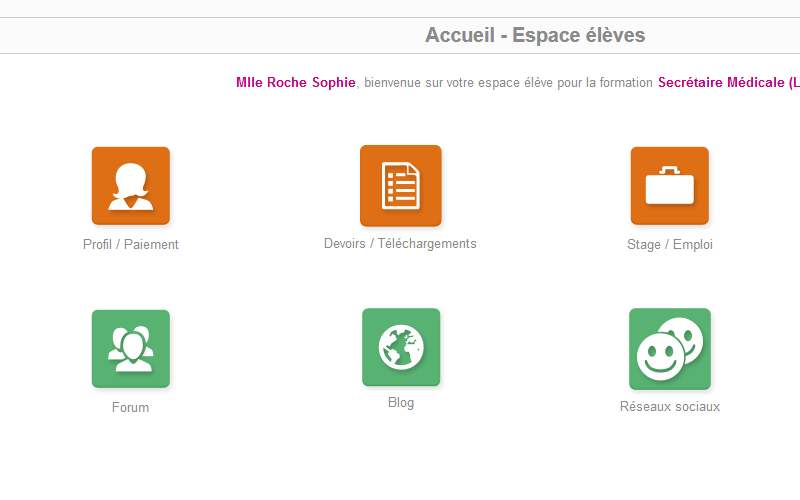 Accueil - Espace élèves
Mlle Roche Sophie, bienvenue sur votre espace élève pour la formation Secrétaire Médicale (L
Profil / Paiement
Devoirs / Téléchargements
Stage / Emploi
Forum
Blog
Réseaux sociaux